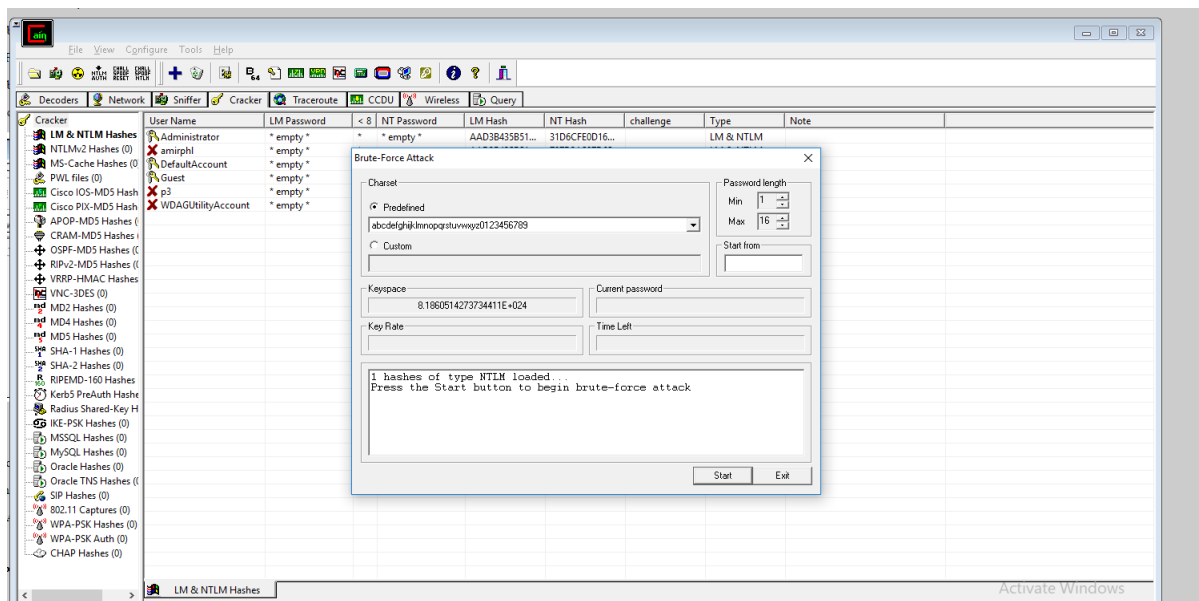 Cain
File View Configure Tools Help
NTLM AUTH CHALL SPOOF RESET CHALL SPOOF NTLM
B64
Decoders Network Sniffer Cracker Traceroute CCDU Wireless Query
Cracker
LM & NTLM Hashes
NTLMv2 Hashes (0)
MS-Cache Hashes (0
PWL files (0)
Cisco IOS-MD5 Hash
Cisco PIX-MD5 Hash
APOP-MD5 Hashes (
CRAM-MD5 Hashes (
OSPF-MD5 Hashes ((
RIPv2-MD5 Hashes ((
VRRP-HMAC Hashes
VNC-3DES (0)
MD2 Hashes (0)
MD4 Hashes (0)
MD5 Hashes (0)
SHA-1 Hashes (0)
SHA-2 Hashes (0)
RIPEMD-160 Hashes
Kerb5 PreAuth Hashe
Radius Shared-Key H
IKE-PSK Hashes (0)
MSSQL Hashes (0)
MySQL Hashes (0)
Oracle Hashes (0)
Oracle TNS Hashes ((
SIP Hashes (0)
802.11 Captures (0)
WPA-PSK Hashes (0)
WPA-PSK Auth (0)
CHAP Hashes (0)
User Name LM Password < 8 NT Password LM Hash NT Hash challenge Type Note
Administrator * empty * * * empty * AAD3B435B51... 31D6CFE0D16... LM & NTLM
amirphl * empty *
DefaultAccount * empty *
Guest * empty *
p3 * empty *
WDAGUtilityAccount * empty *
Brute-Force Attack
Charset
Predefined
abcdefghijklmnopqrstuvwxyz0123456789
Custom
Password length
Min 1
Max 16
Start from
Keyspace
8.1860514273734411E+024
Current password
Key Rate
Time Left
1 hashes of type NTLM loaded...
Press the Start button to begin brute-force attack
Start Exit
LM & NTLM Hashes
Activate Windows